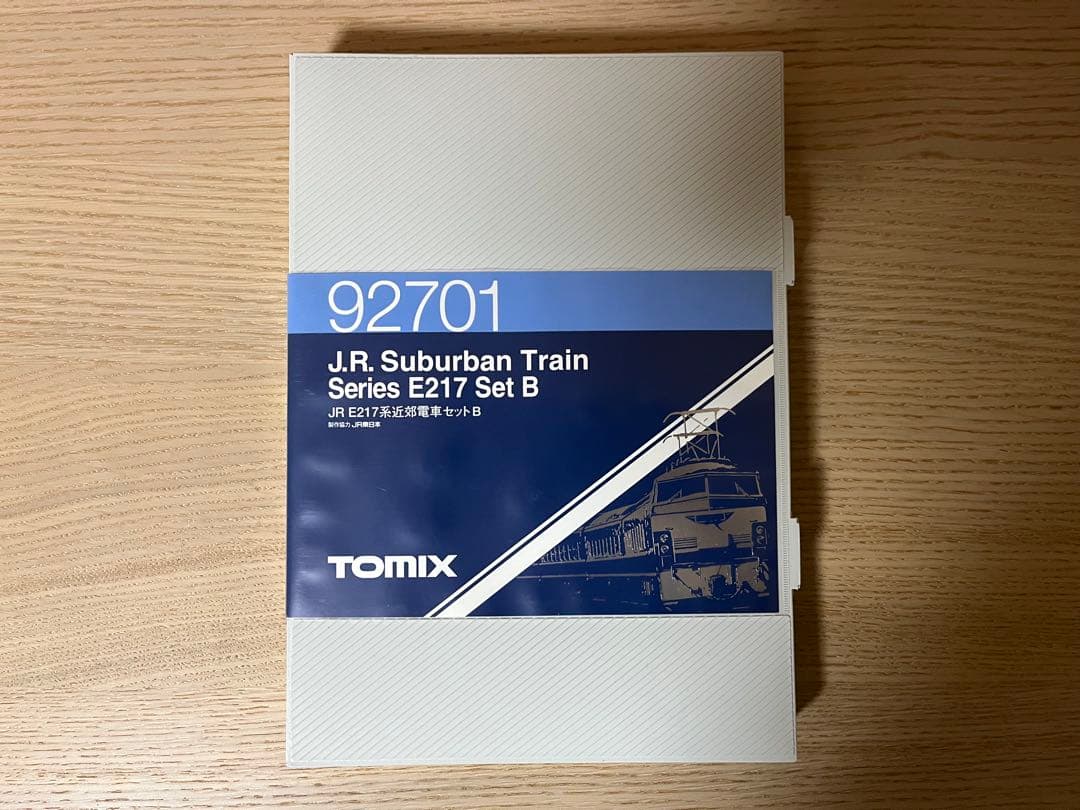 92701
J.R. Suburban Train
Series E217 Set B
JR E217系近郊電車セットB
製作協力 JR東日本
TOMIX